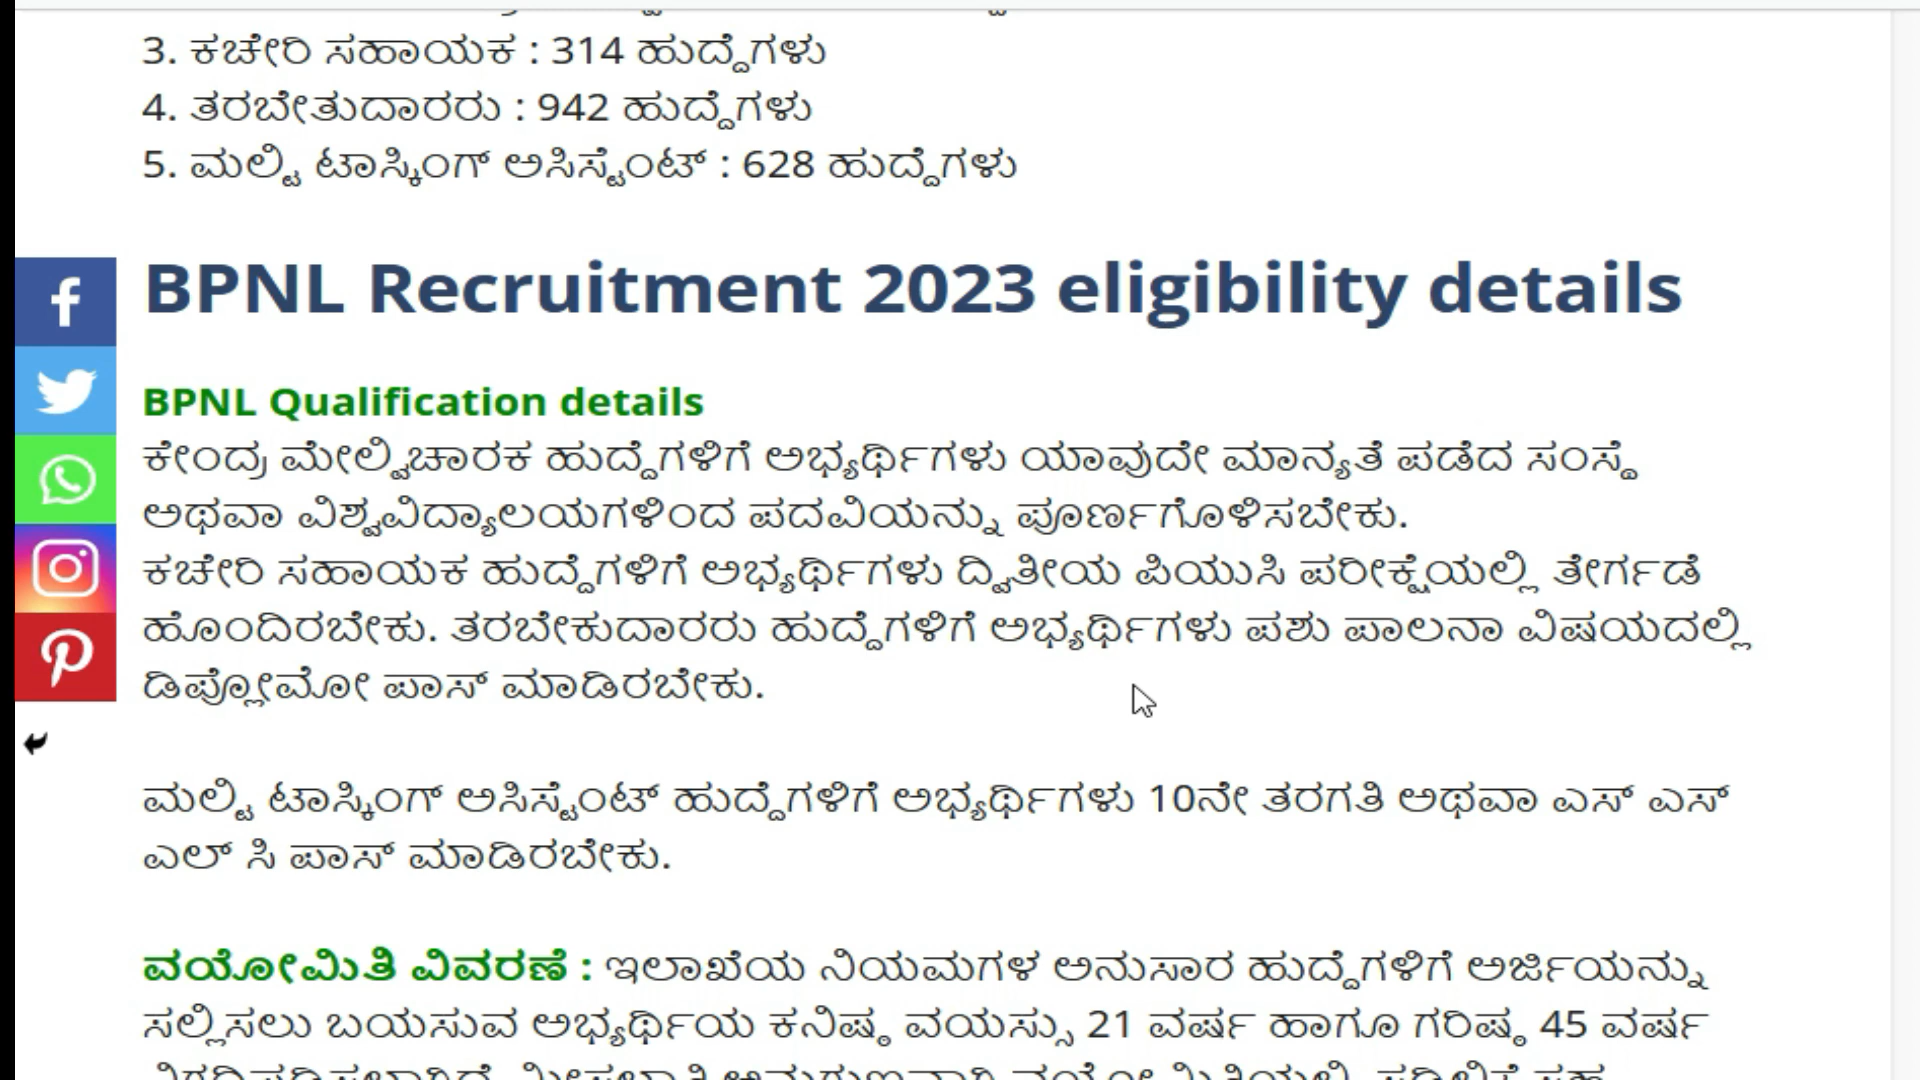 3. ಕಚೇರಿ ಸಹಾಯಕ : 314 ಹುದ್ದೆಗಳು
4. ತರಬೇತುದಾರರು : 942 ಹುದ್ದೆಗಳು
5. ಮಲ್ಟಿ ಟಾಸ್ಕಿಂಗ್ ಅಸಿಸ್ಟೆಂಟ್ : 628 ಹುದ್ದೆಗಳು
BPNL Recruitment 2023 eligibility details
BPNL Qualification details
ಕೇಂದ್ರ ಮೇಲ್ವಿಚಾರಕ ಹುದ್ದೆಗಳಿಗೆ ಅಭ್ಯರ್ಥಿಗಳು ಯಾವುದೇ ಮಾನ್ಯತೆ ಪಡೆದ ಸಂಸ್ಥೆ
ಅಥವಾ ವಿಶ್ವವಿದ್ಯಾಲಯಗಳಿಂದ ಪದವಿಯನ್ನು ಪೂರ್ಣಗೊಳಿಸಬೇಕು.
ಕಚೇರಿ ಸಹಾಯಕ ಹುದ್ದೆಗಳಿಗೆ ಅಭ್ಯರ್ಥಿಗಳು ದ್ವಿತೀಯ ಪಿಯುಸಿ ಪರೀಕ್ಷೆಯಲ್ಲಿ ತೇರ್ಗಡೆ
ಹೊಂದಿರಬೇಕು. ತರಬೇಕುದಾರರು ಹುದ್ದೆಗಳಿಗೆ ಅಭ್ಯರ್ಥಿಗಳು ಪಶು ಪಾಲನಾ ವಿಷಯದಲ್ಲಿ
ಡಿಪ್ಲೋಮೋ ಪಾಸ್ ಮಾಡಿರಬೇಕು.
ಮಲ್ಟಿ ಟಾಸ್ಕಿಂಗ್ ಅಸಿಸ್ಟೆಂಟ್ ಹುದ್ದೆಗಳಿಗೆ ಅಭ್ಯರ್ಥಿಗಳು 10ನೇ ತರಗತಿ ಅಥವಾ ಎಸ್ ಎಸ್
ಎಲ್ ಸಿ ಪಾಸ್ ಮಾಡಿರಬೇಕು.
ವಯೋಮಿತಿ ವಿವರಣೆ : ಇಲಾಖೆಯ ನಿಯಮಗಳ ಅನುಸಾರ ಹುದ್ದೆಗಳಿಗೆ ಅರ್ಜಿಯನ್ನು
ಸಲ್ಲಿಸಲು ಬಯಸುವ ಅಭ್ಯರ್ಥಿಯ ಕನಿಷ್ಠ ವಯಸ್ಸು 21 ವರ್ಷ ಹಾಗೂ ಗರಿಷ್ಠ 45 ವರ್ಷ